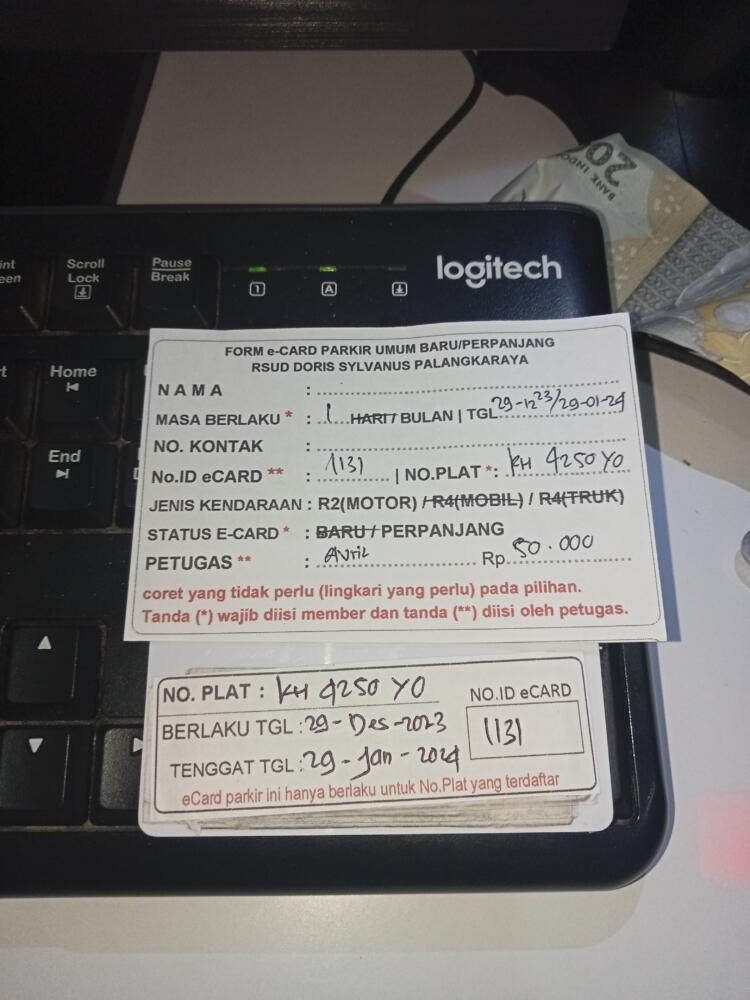 20
BANK INDO
Scroll Lock
Pause Break
logitech
1
A
Home
End
FORM e-CARD PARKIR UMUM BARU/PERPANJANG
RSUD DORIS SYLVANUS PALANGKARAYA
NAMA :
MASA BERLAKU * : 1 HARI / BULAN | TGL 29-12 23/29-01-24
NO. KONTAK :
No.ID eCARD ** : 1131 | NO.PLAT *: KH 4250 YO
JENIS KENDARAAN : R2(MOTOR) / R4(MOBIL) / R4(TRUK)
STATUS E-CARD * : BARU / PERPANJANG
PETUGAS ** : Avril Rp. 50.000
coret yang tidak perlu (lingkari yang perlu) pada pilihan.
Tanda (*) wajib diisi member dan tanda (**) diisi oleh petugas.
NO. PLAT : KH 4250 YO
NO.ID eCARD
BERLAKU TGL : 29-Des-2023
1131
TENGGAT TGL : 29-Jan-2024
eCard parkir ini hanya berlaku untuk No.Plat yang terdaftar